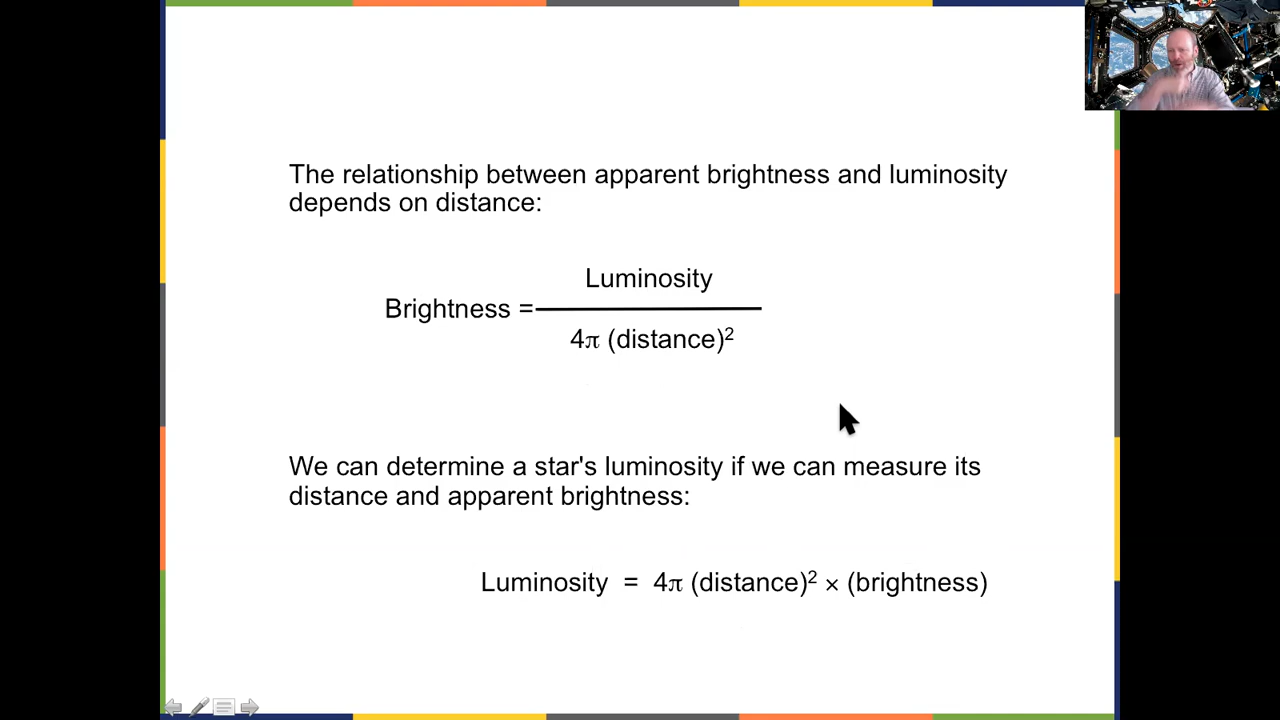 The relationship between apparent brightness and luminosity
depends on distance:
Luminosity
Brightness =
4π (distance)²
We can determine a star's luminosity if we can measure its
distance and apparent brightness:
Luminosity = 4π (distance)² × (brightness)